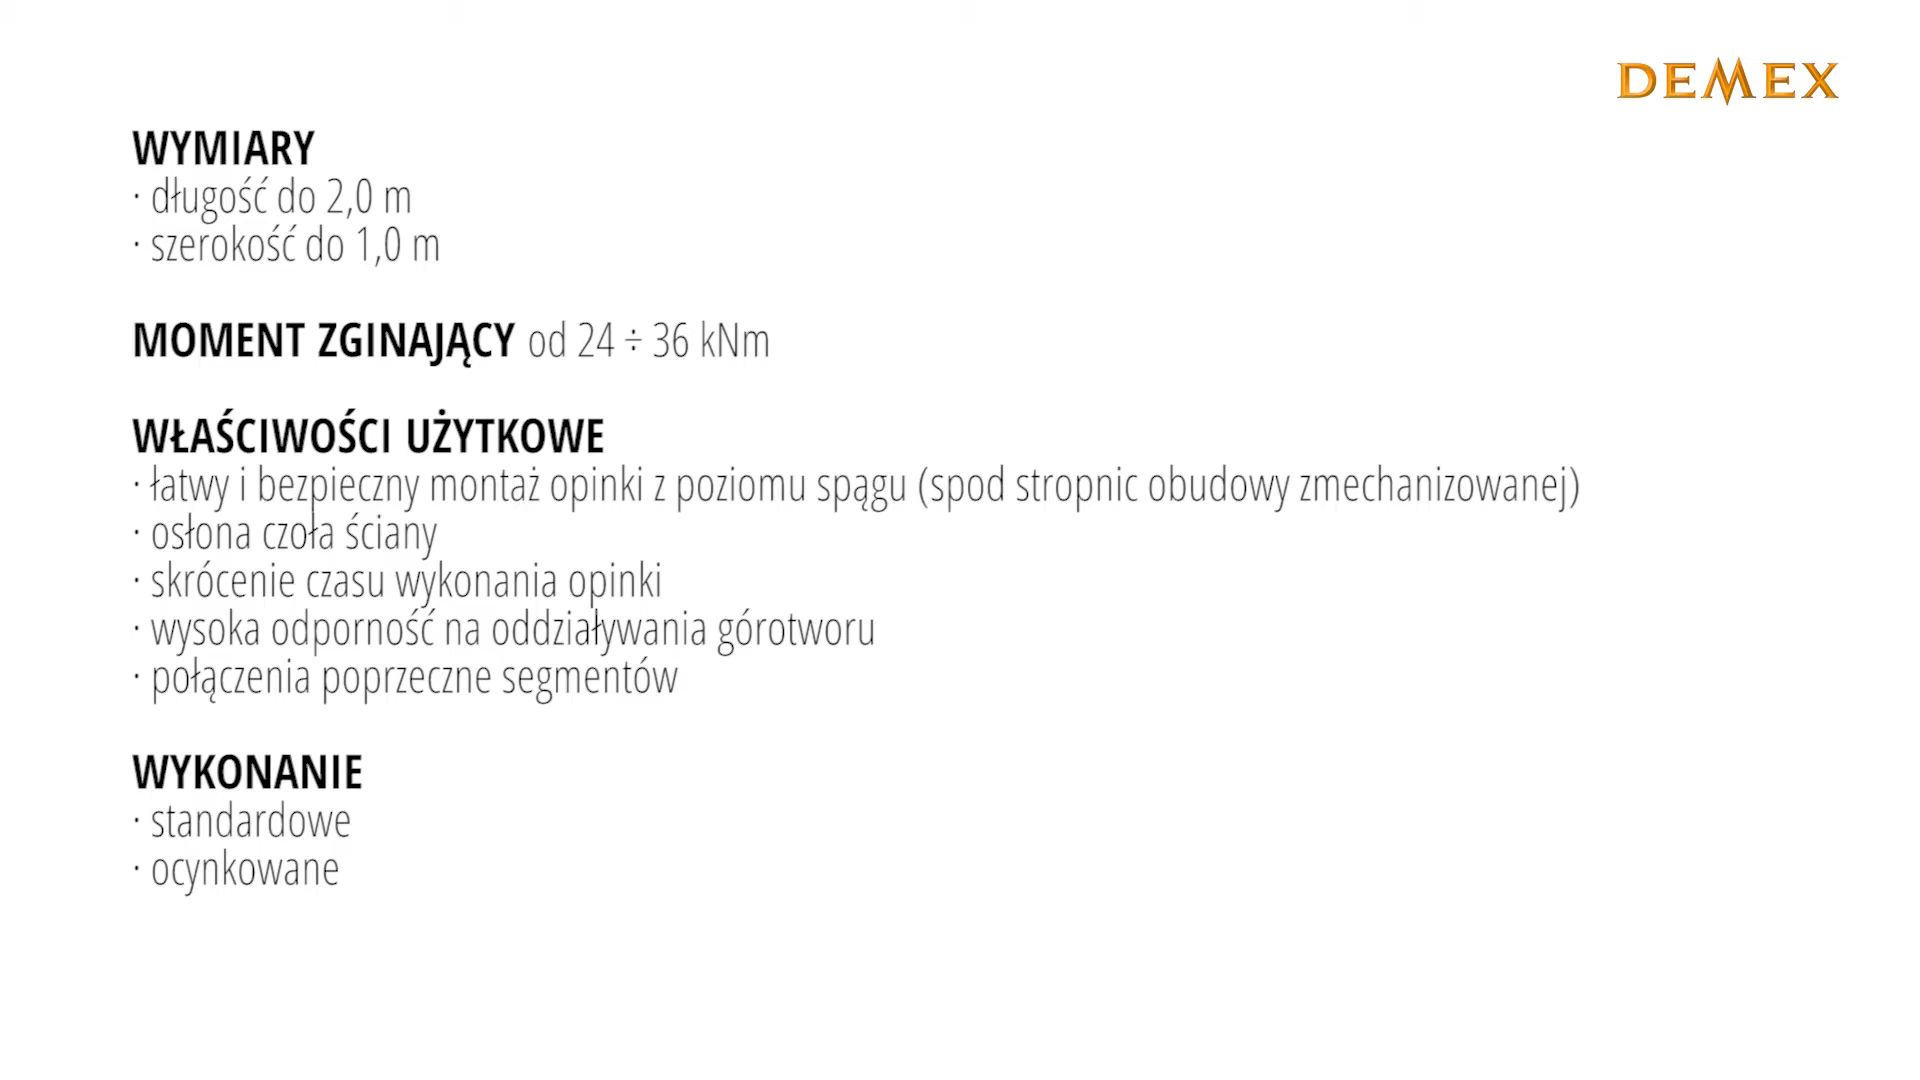 DEMEX
WYMIARY
· długość do 2,0 m
· szerokość do 1,0 m
MOMENT ZGINAJĄCY od 24 ÷ 36 kNm
WŁAŚCIWOŚCI UŻYTKOWE
· łatwy i bezpieczny montaż opinki z poziomu spągu (spod stropnic obudowy zmechanizowanej)
· osłona czoła ściany
· skrócenie czasu wykonania opinki
· wysoka odporność na oddziaływania górotworu
· połączenia poprzeczne segmentów
WYKONANIE
· standardowe
· ocynkowane